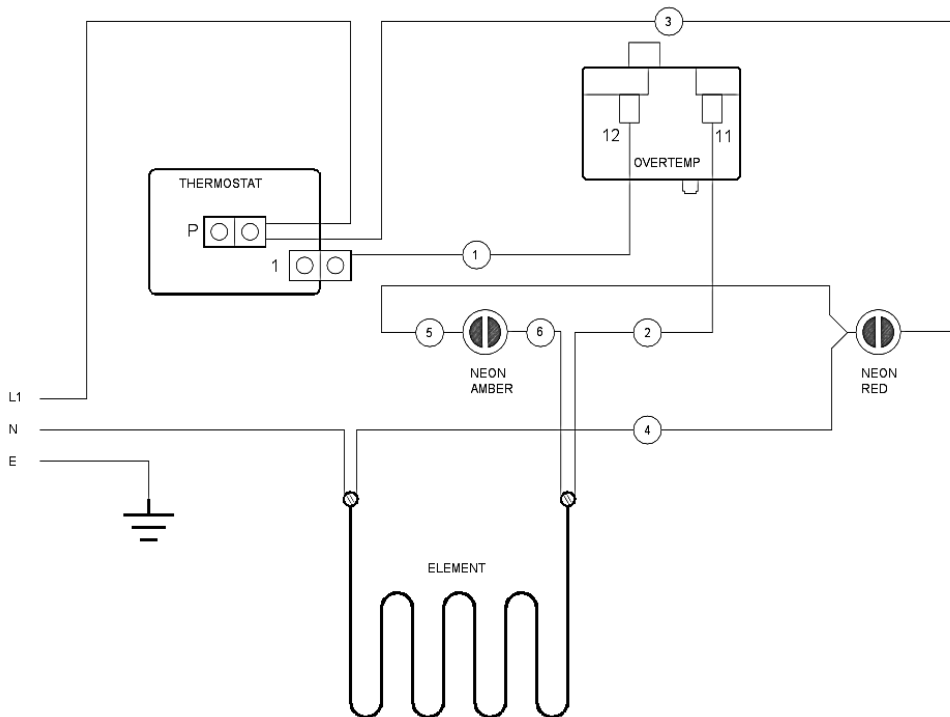 3
12
11
OVERTEMP
THERMOSTAT
P
1
1
5
6
2
NEON
AMBER
NEON
RED
L1
N
4
E
ELEMENT